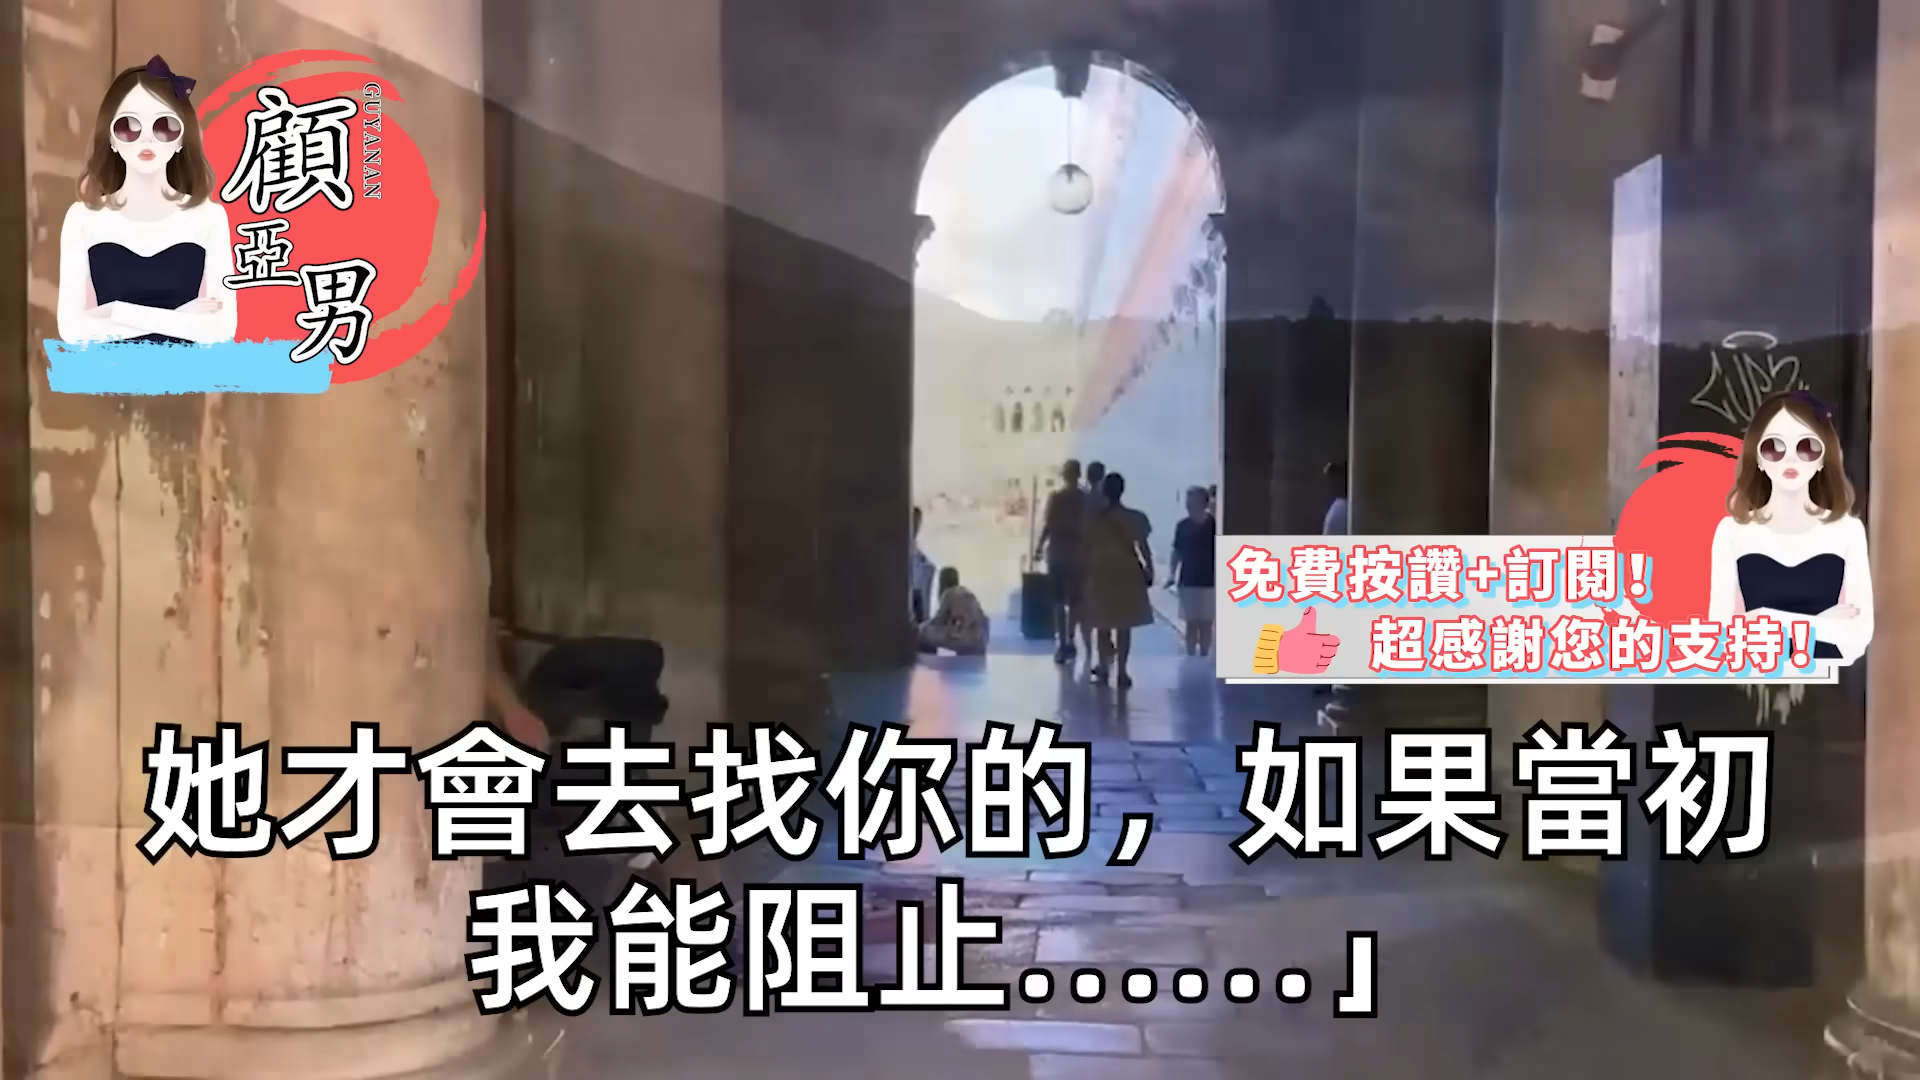 顧亞男
GUYANAN
免費按讚+訂閱！
超感謝您的支持！
她才會去找你的，如果當初
我能阻止......」